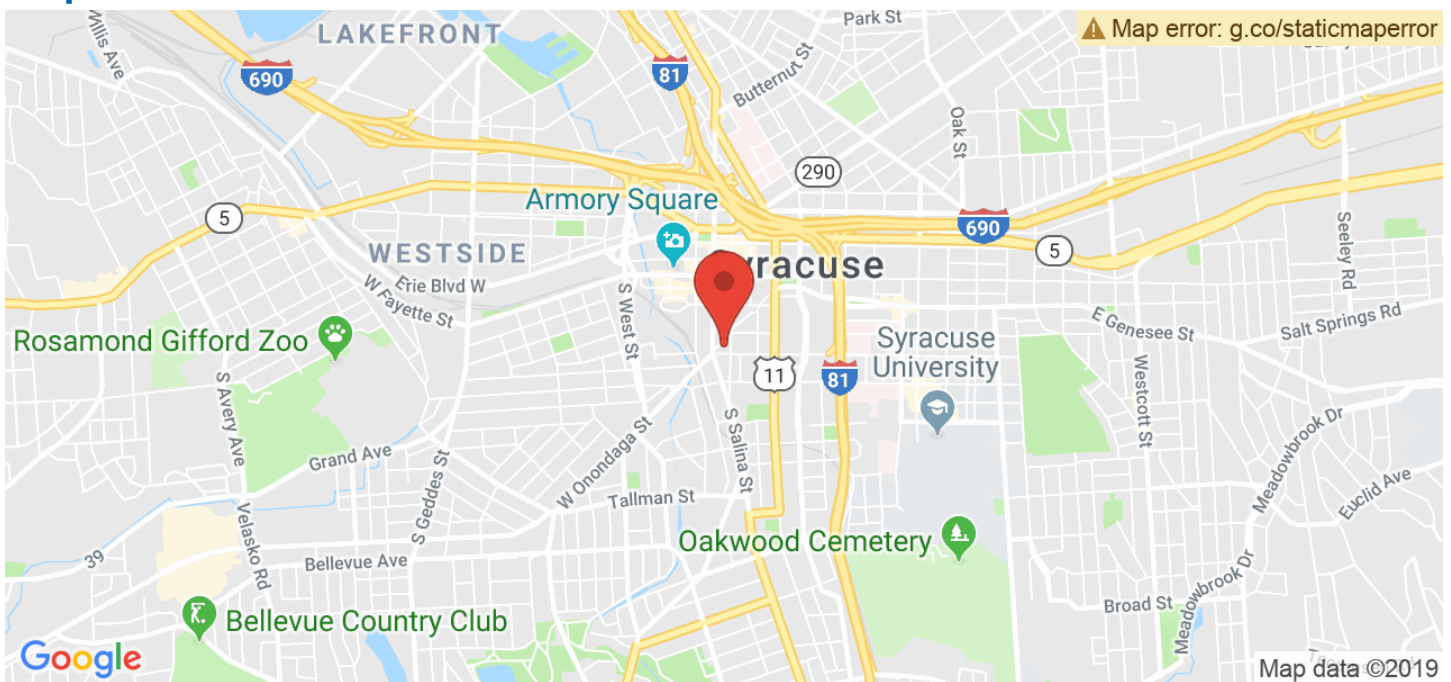 Willis Ave
LAKEFRONT
Park St
Map error: g.co/staticmaperror
690
81
Butternut St
Oak St
290
Armory Square
5
690
Seeley Rd
WESTSIDE
5
Syracuse
Erie Blvd W
W Fayette St
S West St
E Genesee St
Salt Springs Rd
Rosamond Gifford Zoo
Syracuse
University
11
81
Westcott St
S Avery Ave
S Salina St
Meadowbrook Dr
Grand Ave
W Onondaga St
S Geddes St
Tallman St
Euclid Ave
Velasko Rd
Oakwood Cemetery
39
Bellevue Ave
Meadowbrook Dr
Broad St
Bellevue Country Club
Google
Map data ©2019